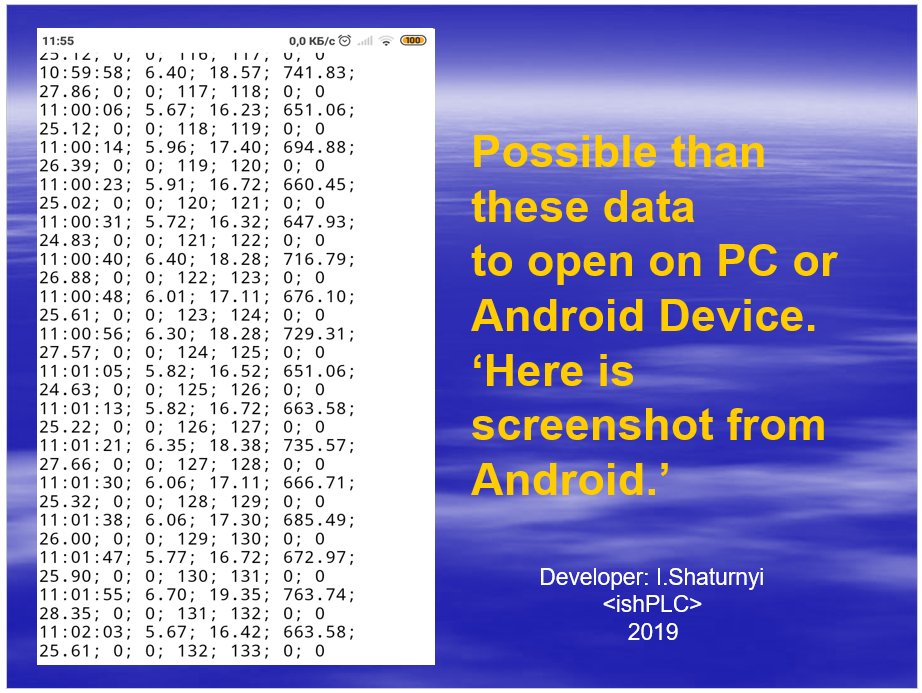 11:55 0,0 КБ/с 100
25.12; 0; 0; 116; 117; 0; 0
10:59:58; 6.40; 18.57; 741.83;
27.86; 0; 0; 117; 118; 0; 0
11:00:06; 5.67; 16.23; 651.06;
25.12; 0; 0; 118; 119; 0; 0
11:00:14; 5.96; 17.40; 694.88;
26.39; 0; 0; 119; 120; 0; 0
11:00:23; 5.91; 16.72; 660.45;
25.02; 0; 0; 120; 121; 0; 0
11:00:31; 5.72; 16.32; 647.93;
24.83; 0; 0; 121; 122; 0; 0
11:00:40; 6.40; 18.28; 716.79;
26.88; 0; 0; 122; 123; 0; 0
11:00:48; 6.01; 17.11; 676.10;
25.61; 0; 0; 123; 124; 0; 0
11:00:56; 6.30; 18.28; 729.31;
27.57; 0; 0; 124; 125; 0; 0
11:01:05; 5.82; 16.52; 651.06;
24.63; 0; 0; 125; 126; 0; 0
11:01:13; 5.82; 16.72; 663.58;
25.22; 0; 0; 126; 127; 0; 0
11:01:21; 6.35; 18.38; 735.57;
27.66; 0; 0; 127; 128; 0; 0
11:01:30; 6.06; 17.11; 666.71;
25.32; 0; 0; 128; 129; 0; 0
11:01:38; 6.06; 17.30; 685.49;
26.00; 0; 0; 129; 130; 0; 0
11:01:47; 5.77; 16.72; 672.97;
25.90; 0; 0; 130; 131; 0; 0
11:01:55; 6.70; 19.35; 763.74;
28.35; 0; 0; 131; 132; 0; 0
11:02:03; 5.67; 16.42; 663.58;
25.61; 0; 0; 132; 133; 0; 0
Possible than
these data
to open on PC or
Android Device.
‘Here is
screenshot from
Android.’
Developer: I.Shaturnyi
<ishPLC>
2019